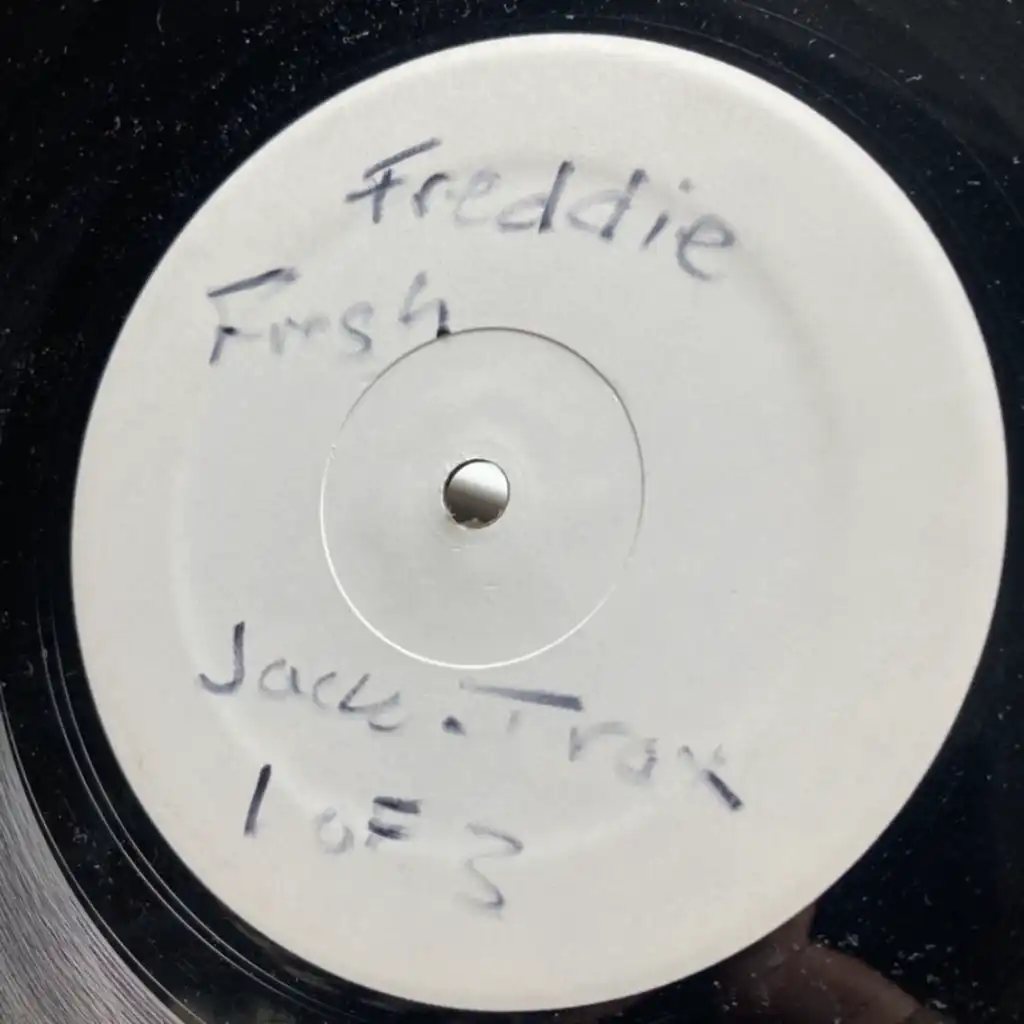 Freddie
Fresh
Jack.Trax
1 of 3